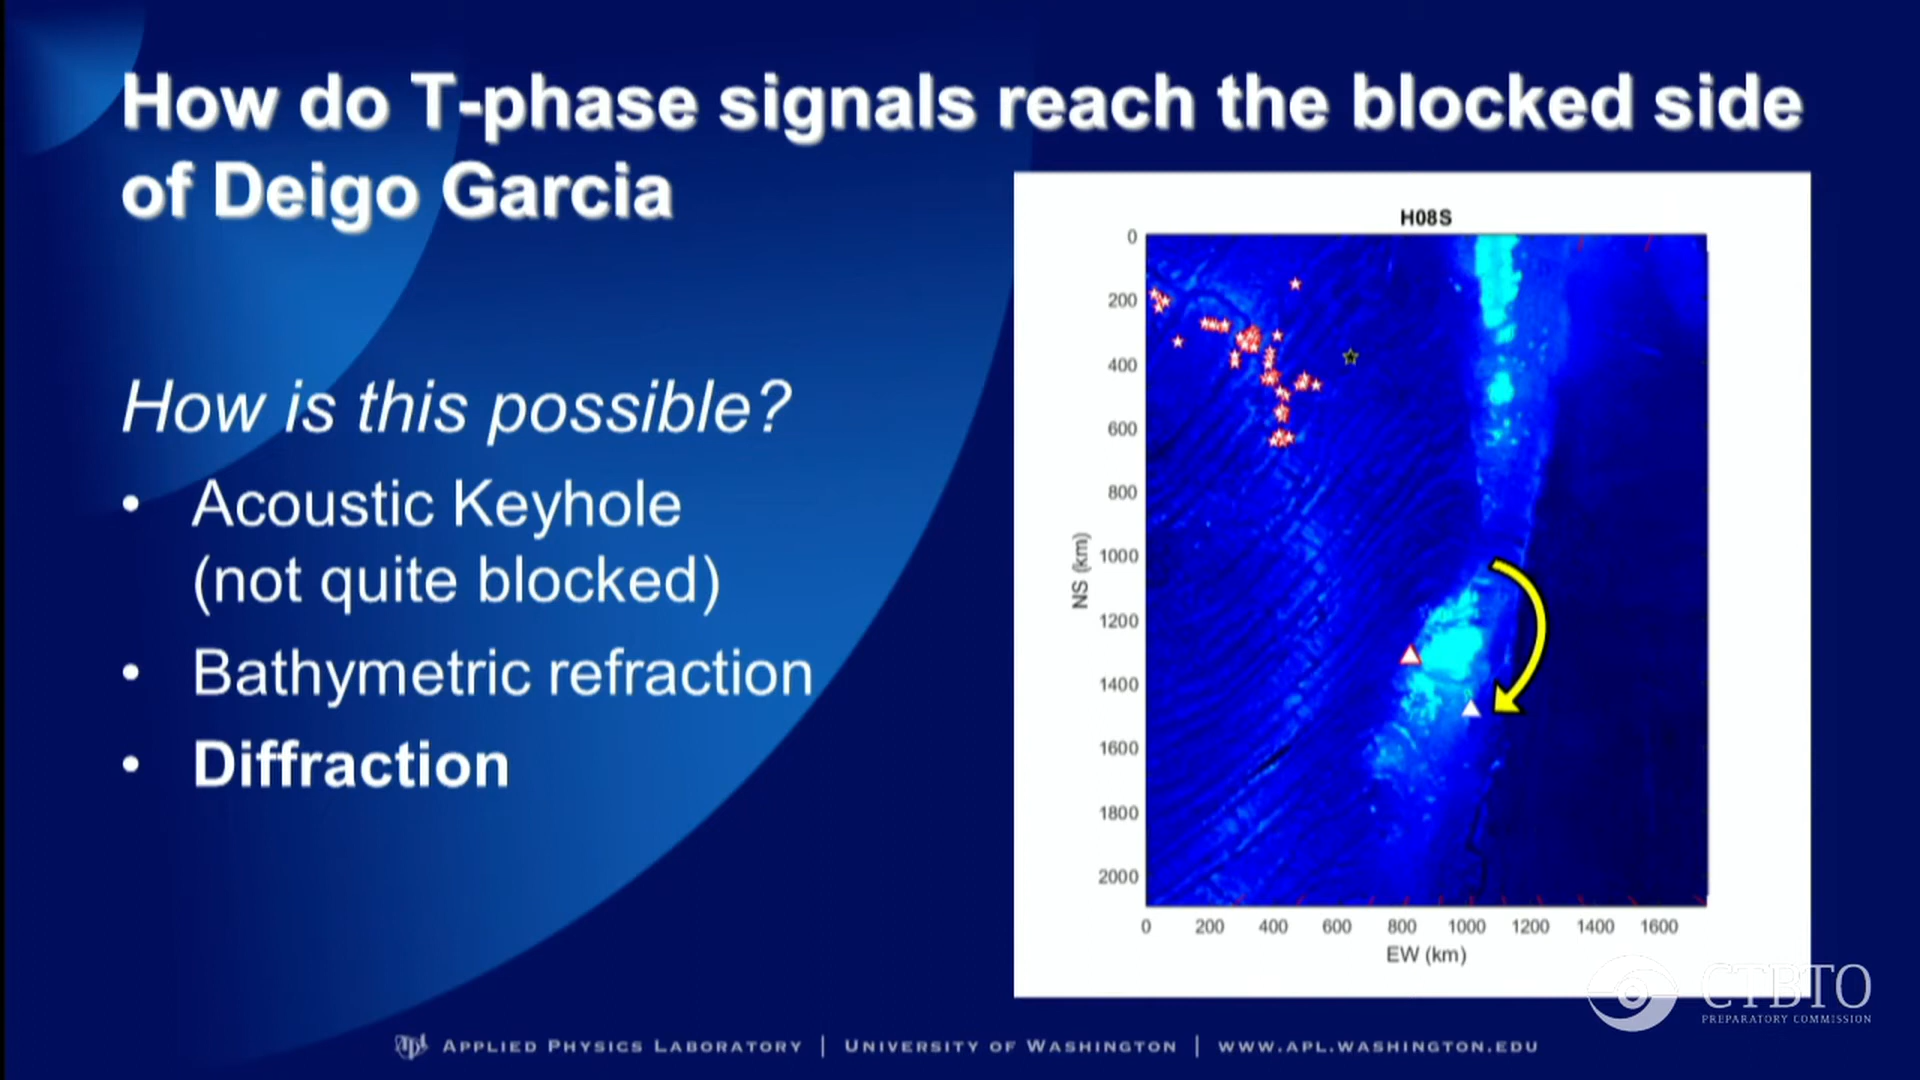 How do T-phase signals reach the blocked side
of Deigo Garcia
How is this possible?
• Acoustic Keyhole
(not quite blocked)
• Bathymetric refraction
• Diffraction
H08S
0
200
400
600
800
1000
1200
1400
1600
1800
2000
NS (km)
0 200 400 600 800 1000 1200 1400 1600
EW (km)
CTBTO
PREPARATORY COMMISSION
apl APPLIED PHYSICS LABORATORY | UNIVERSITY OF WASHINGTON | WWW.APL.WASHINGTON.EDU